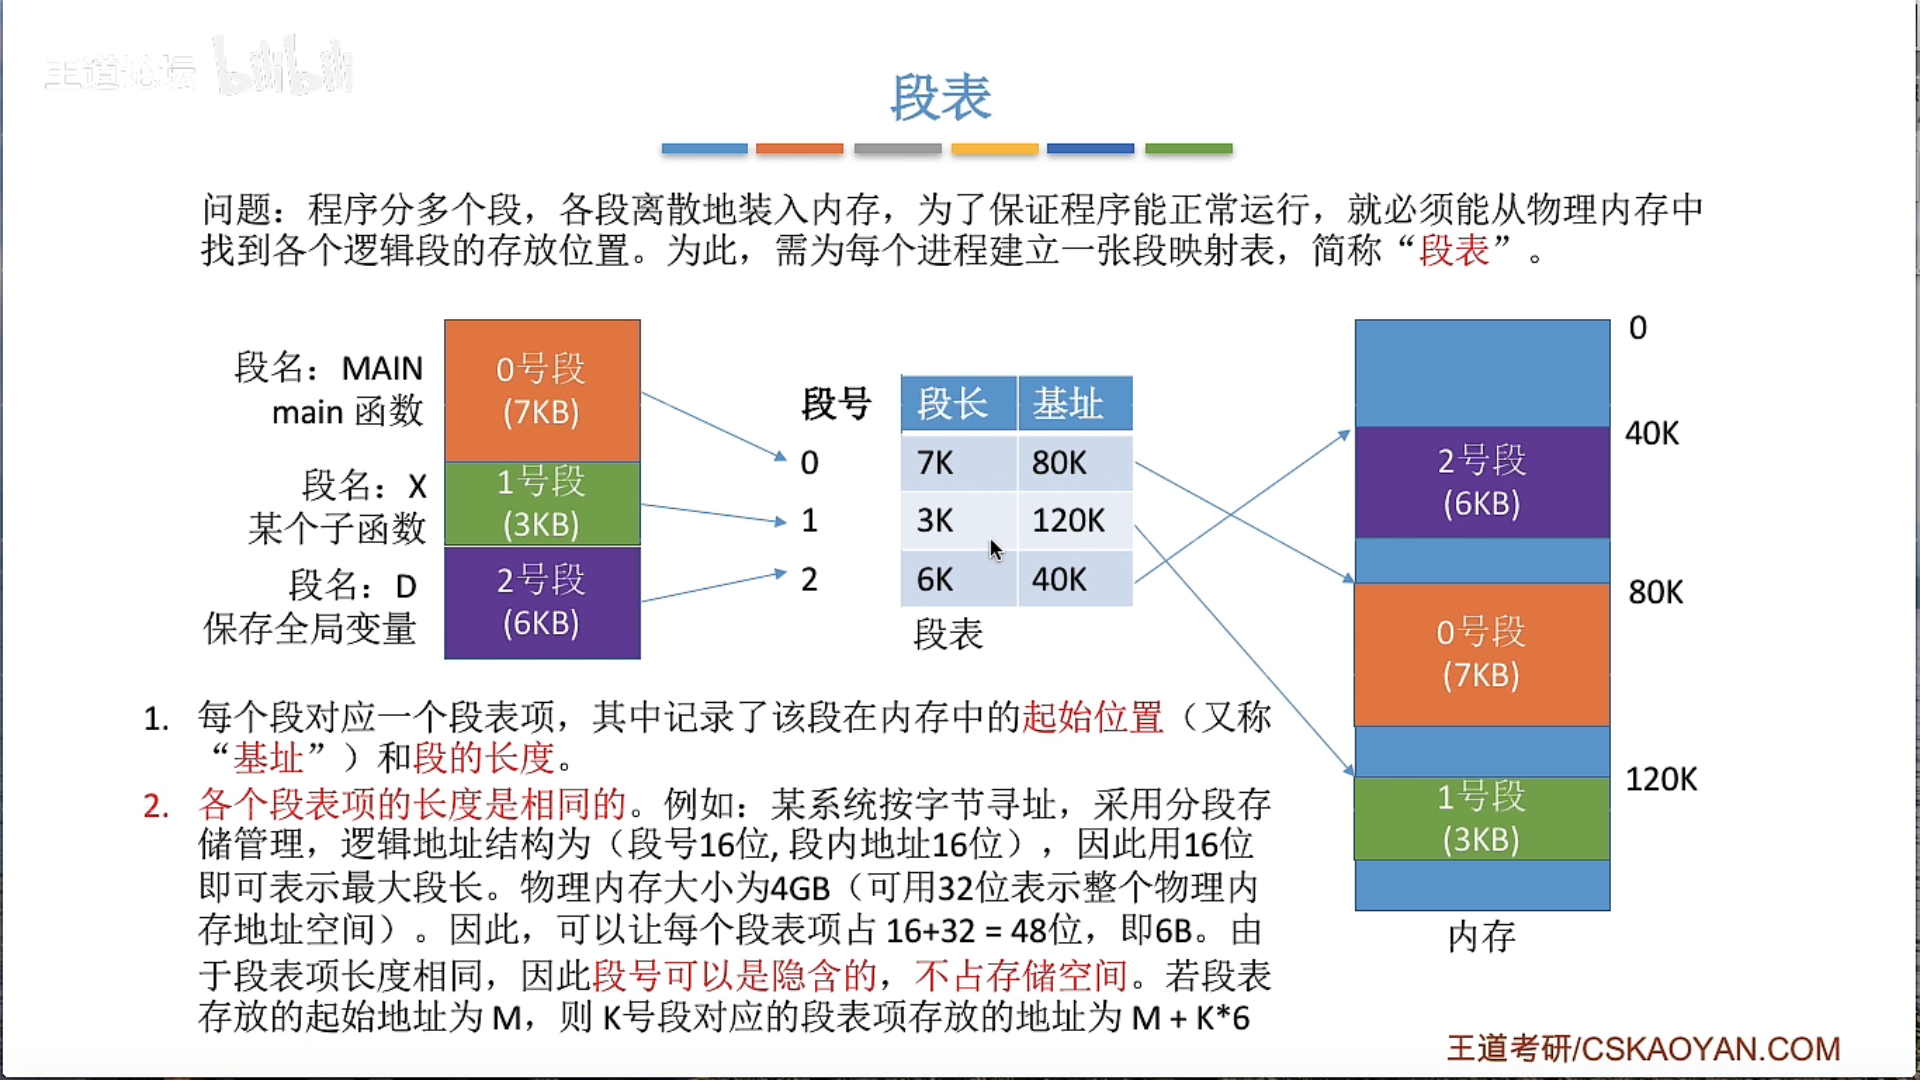 王道论坛 bilibili
段表
问题：程序分多个段，各段离散地装入内存，为了保证程序能正常运行，就必须能从物理内存中
找到各个逻辑段的存放位置。为此，需为每个进程建立一张段映射表，简称“段表”。
段名：MAIN
main 函数
段名：X
某个子函数
段名：D
保存全局变量
0号段
(7KB)
1号段
(3KB)
2号段
(6KB)
段号 段长 基址
0 7K 80K
1 3K 120K
2 6K 40K
段表
0
40K
2号段
(6KB)
80K
0号段
(7KB)
120K
1号段
(3KB)
内存
1. 每个段对应一个段表项，其中记录了该段在内存中的起始位置（又称
“基址”）和段的长度。
2. 各个段表项的长度是相同的。例如：某系统按字节寻址，采用分段存
储管理，逻辑地址结构为（段号16位, 段内地址16位），因此用16位
即可表示最大段长。物理内存大小为4GB（可用32位表示整个物理内
存地址空间）。因此，可以让每个段表项占 16+32 = 48位，即6B。由
于段表项长度相同，因此段号可以是隐含的，不占存储空间。若段表
存放的起始地址为 M，则 K号段对应的段表项存放的地址为 M + K*6
王道考研/CSKAOYAN.COM